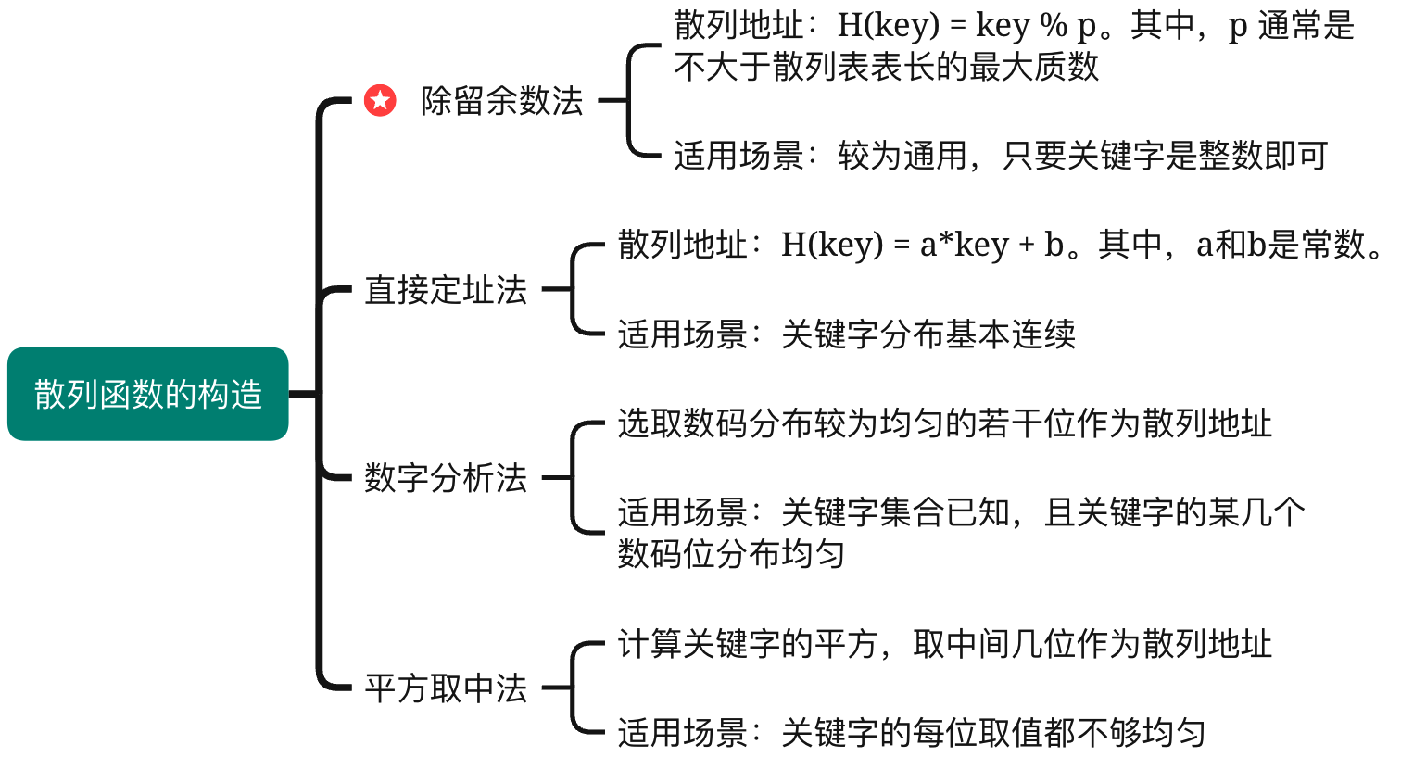 散列函数的构造
除留余数法
散列地址：H(key) = key % p。其中，p 通常是
不大于散列表表长的最大质数
适用场景：较为通用，只要关键字是整数即可
直接定址法
散列地址：H(key) = a*key + b。其中，a和b是常数。
适用场景：关键字分布基本连续
数字分析法
选取数码分布较为均匀的若干位作为散列地址
适用场景：关键字集合已知，且关键字的某几个
数码位分布均匀
平方取中法
计算关键字的平方，取中间几位作为散列地址
适用场景：关键字的每位取值都不够均匀